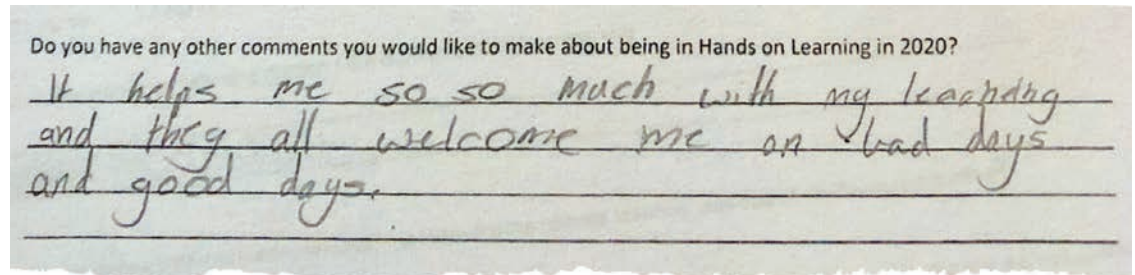 Do you have any other comments you would like to make about being in Hands on Learning in 2020?
It helps me so so much with my learning
and they all welcome me on bad days
and good days.